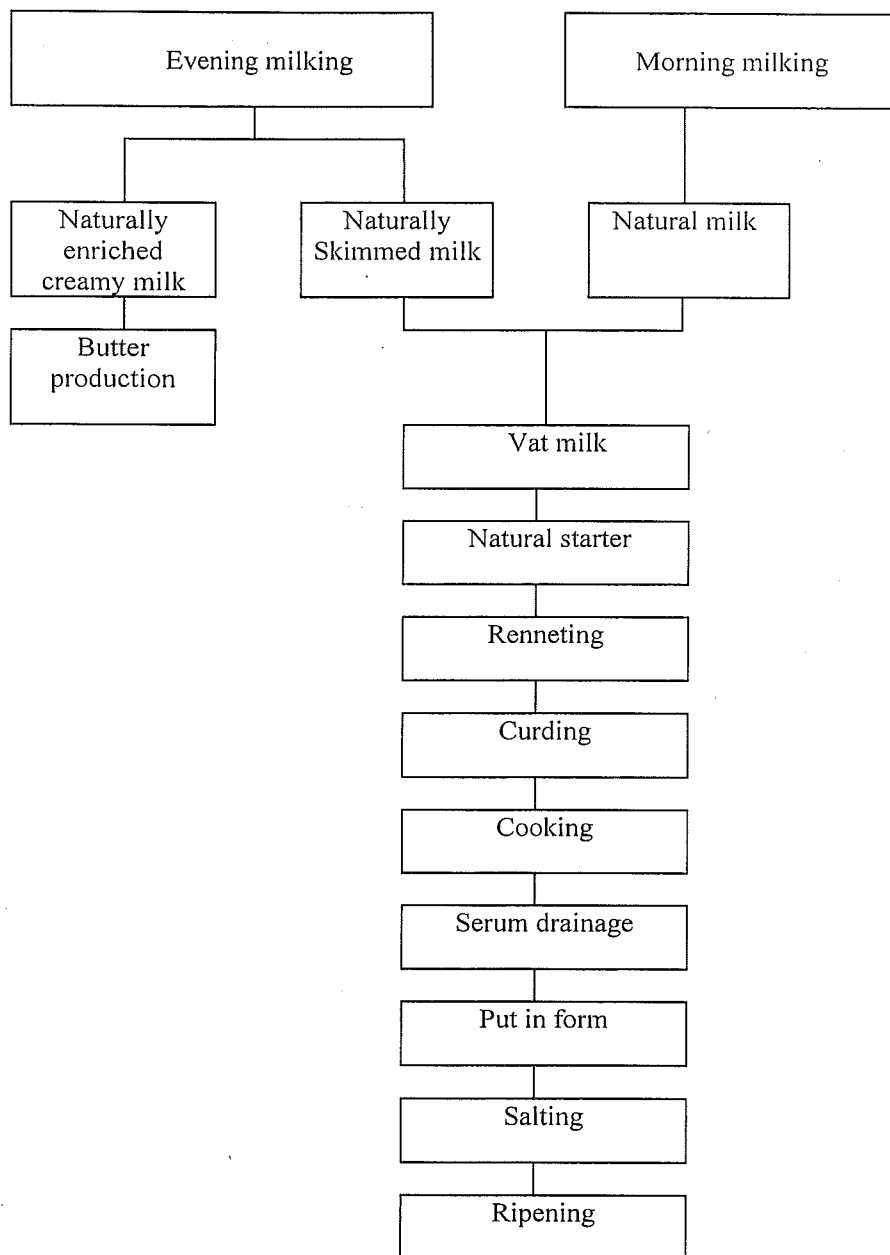 Evening milking
Morning milking
Naturally
enriched
creamy milk
Naturally
Skimmed milk
Natural milk
Butter
production
Vat milk
Natural starter
Renneting
Curding
Cooking
Serum drainage
Put in form
Salting
Ripening